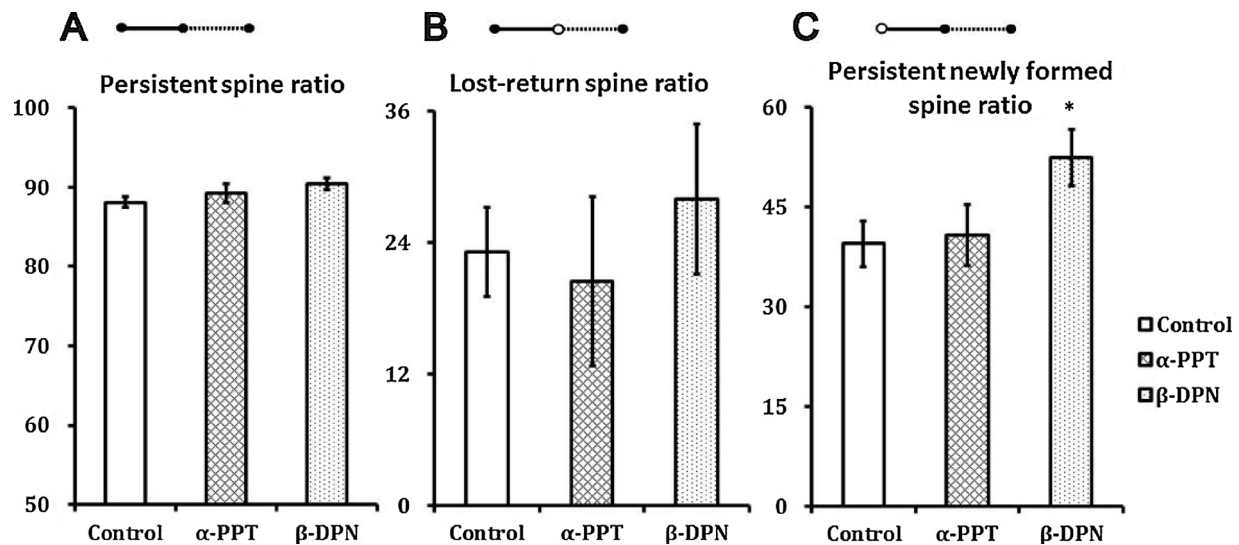 A
B
C
Persistent spine ratio
Lost-return spine ratio
Persistent newly formed
spine ratio
*
100
90
80
70
60
50
Control α-PPT β-DPN
36
24
12
0
Control α-PPT β-DPN
60
45
30
15
0
Control α-PPT β-DPN
Control
α-PPT
β-DPN